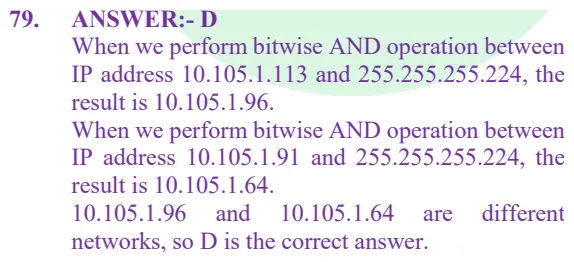 79. ANSWER:- D
When we perform bitwise AND operation between
IP address 10.105.1.113 and 255.255.255.224, the
result is 10.105.1.96.
When we perform bitwise AND operation between
IP address 10.105.1.91 and 255.255.255.224, the
result is 10.105.1.64.
10.105.1.96 and 10.105.1.64 are different
networks, so D is the correct answer.